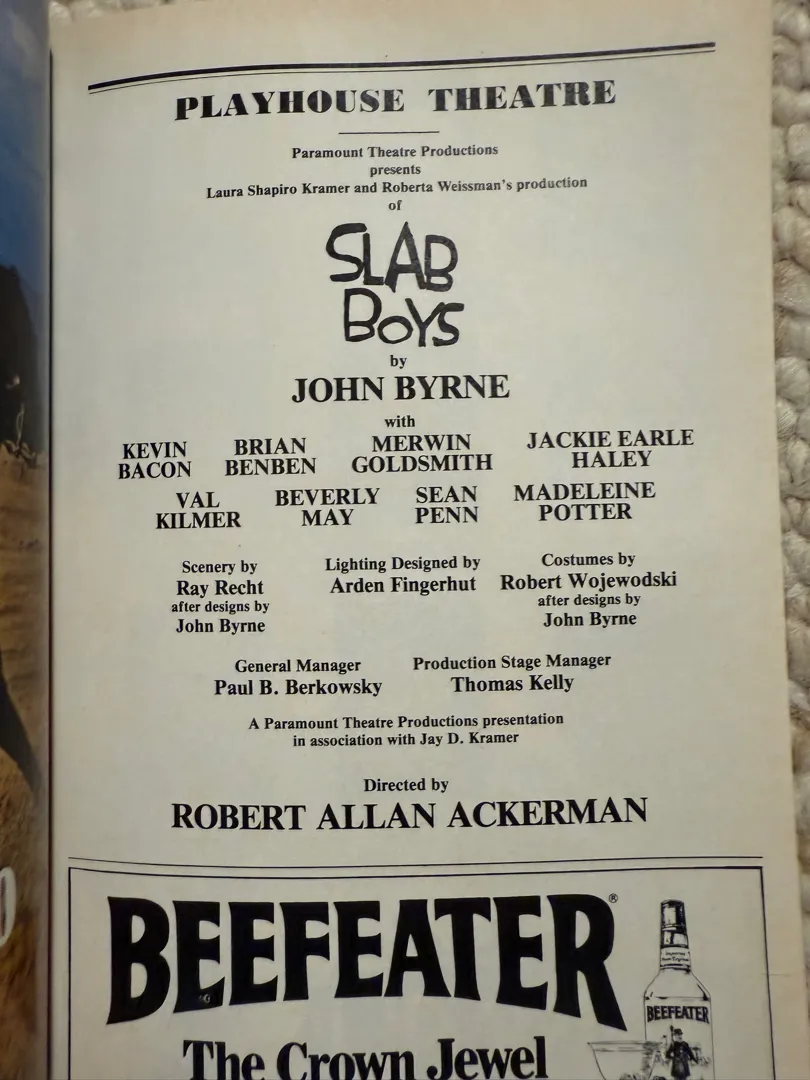 PLAYHOUSE THEATRE
Paramount Theatre Productions
presents
Laura Shapiro Kramer and Roberta Weissman's production
of
SLAB
BOYS
by
JOHN BYRNE
with
KEVIN BACON
BRIAN BENBEN
MERWIN GOLDSMITH
JACKIE EARLE HALEY
VAL KILMER
BEVERLY MAY
SEAN PENN
MADELEINE POTTER
Scenery by
Ray Recht
after designs by
John Byrne
Lighting Designed by
Arden Fingerhut
Costumes by
Robert Wojewodski
after designs by
John Byrne
General Manager
Paul B. Berkowsky
Production Stage Manager
Thomas Kelly
A Paramount Theatre Productions presentation
in association with Jay D. Kramer
Directed by
ROBERT ALLAN ACKERMAN
BEEFEATER®
The Crown Jewel
BEEFEATER